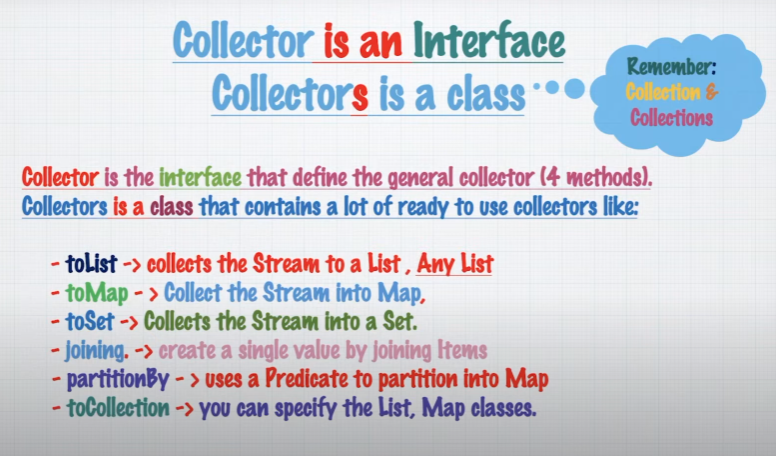 Collector is an Interface
Collectors is a class
Remember:
Collection &
Collections
Collector is the interface that define the general collector (4 methods).
Collectors is a class that contains a lot of ready to use collectors like:
- toList -> collects the Stream to a List , Any List
- toMap - > Collect the Stream into Map,
- toSet -> Collects the Stream into a Set.
- joining. -> create a single value by joining Items
- partitionBy - > uses a Predicate to partition into Map
- toCollection -> you can specify the List, Map classes.